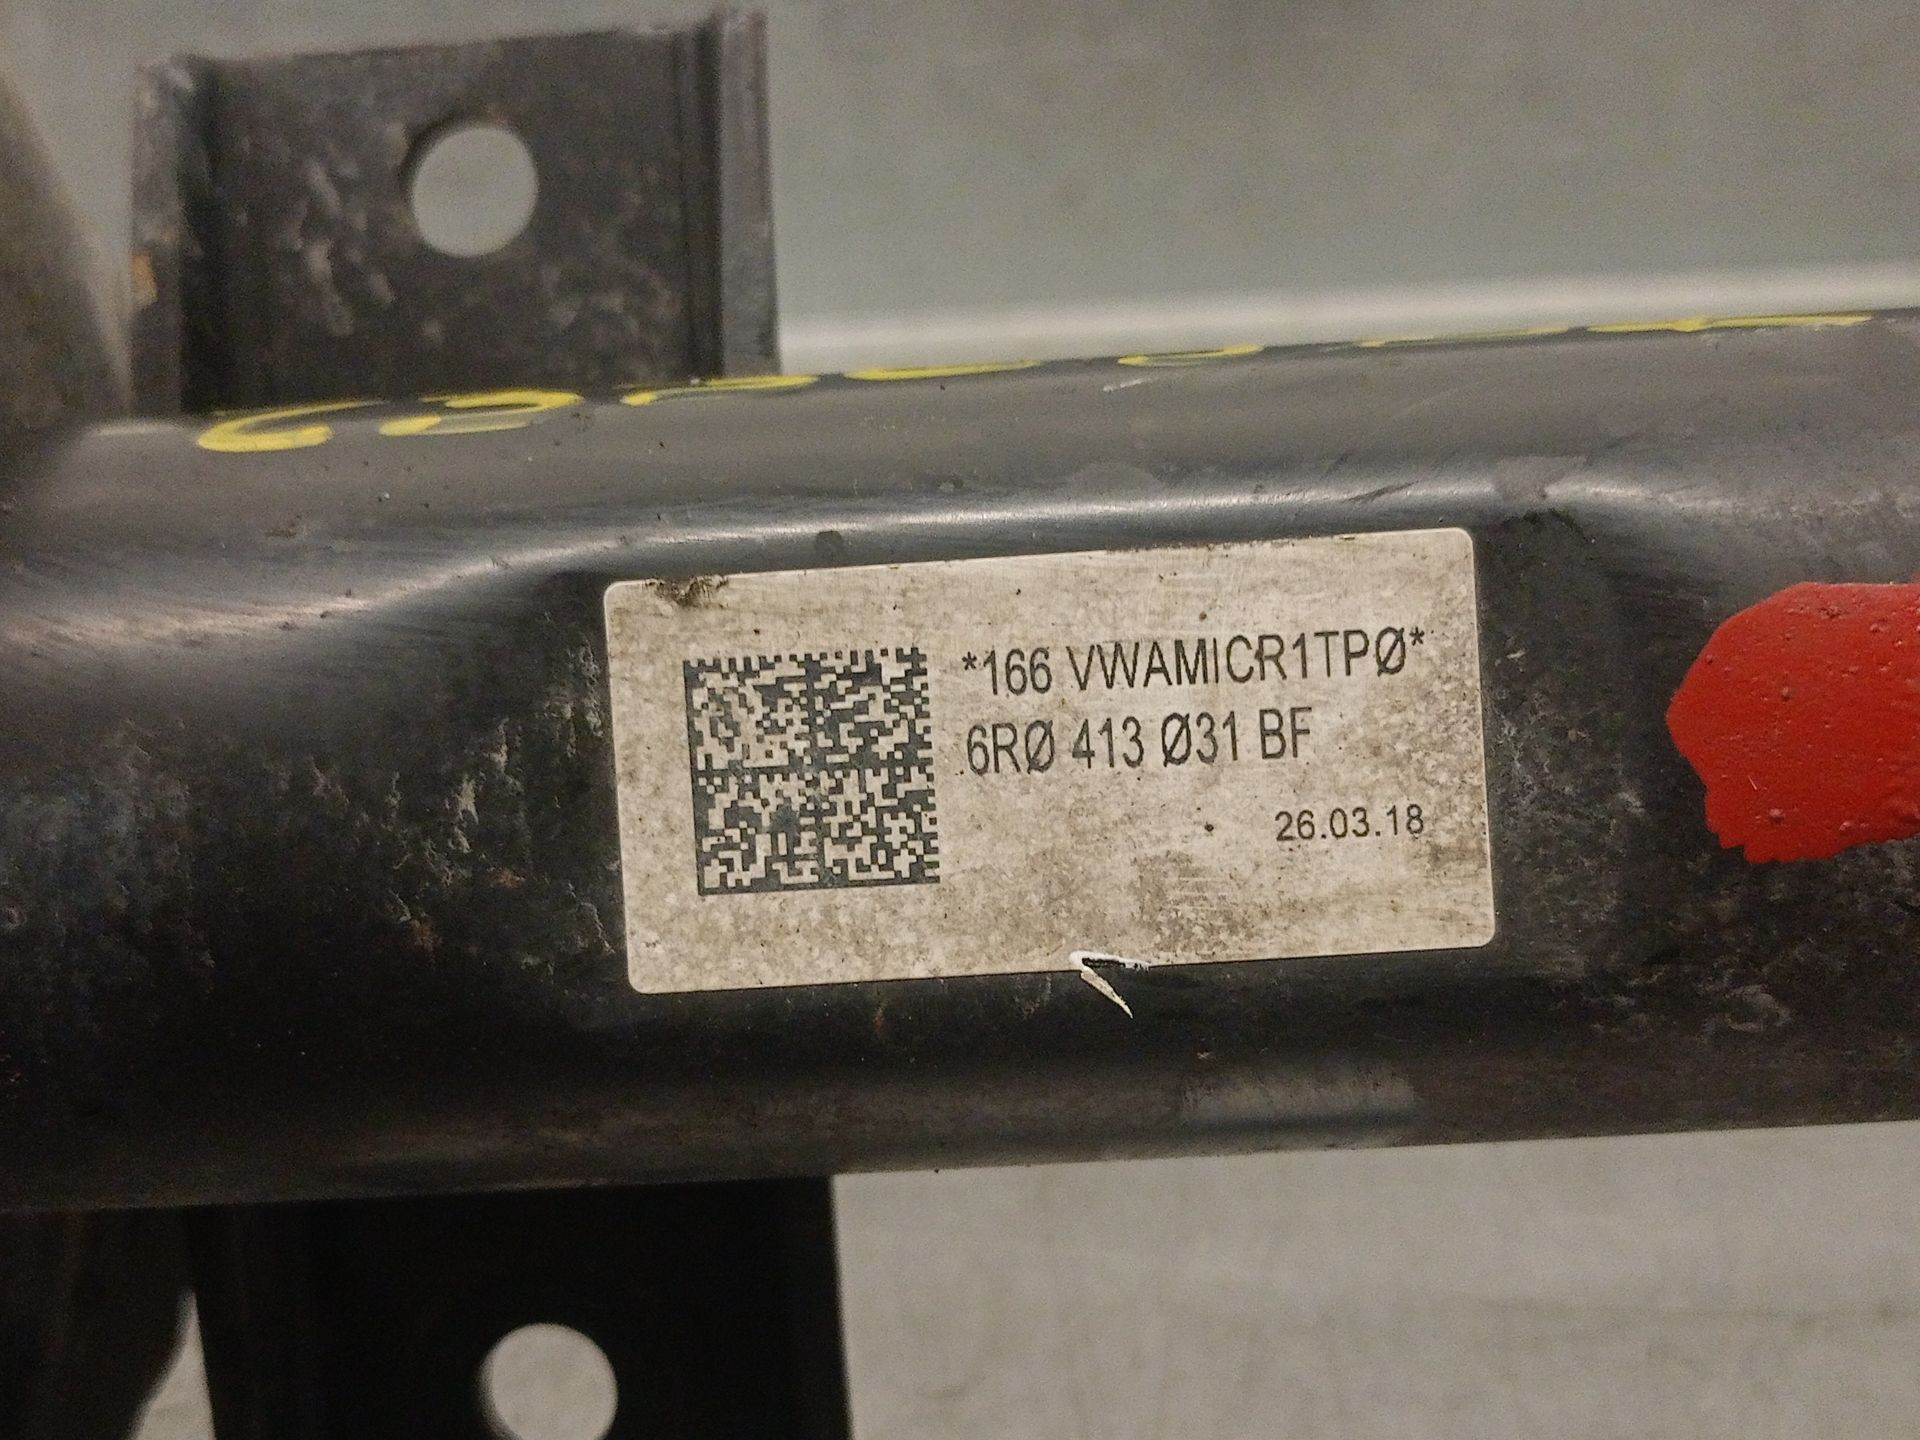 *166 VWAMICR1TPØ*
6RØ 413 Ø31 BF
26.03.18